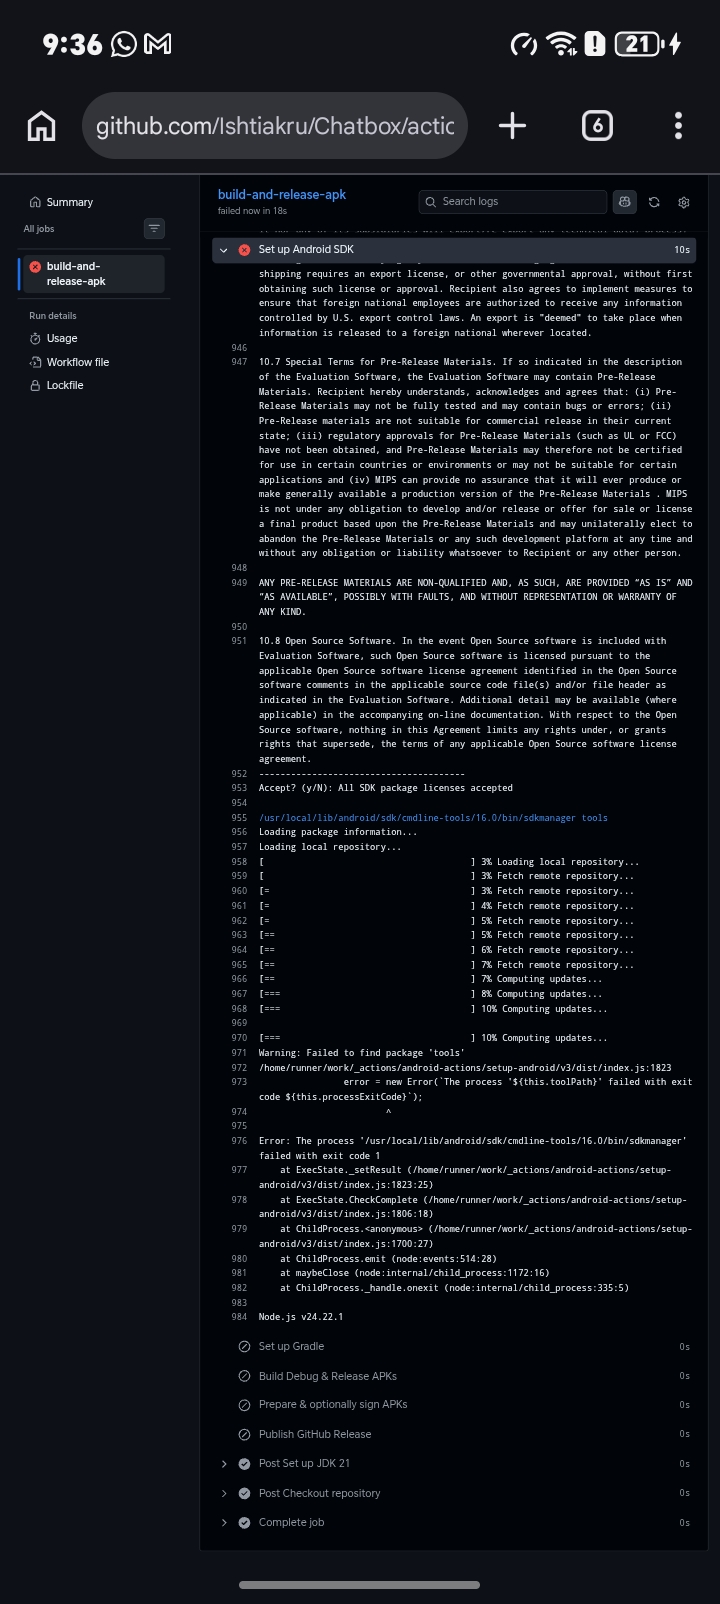 9:36
21
github.com/Ishtiakru/Chatbox/actic
6
Summary
All jobs
build-and-
release-apk
Run details
Usage
Workflow file
Lockfile
build-and-release-apk
failed now in 18s
Search logs
Set up Android SDK 10s
shipping requires an export license, or other governmental approval, without first
obtaining such license or approval. Recipient also agrees to implement measures to
ensure that foreign national employees are authorized to receive any information
controlled by U.S. export control laws. An export is "deemed" to take place when
information is released to a foreign national wherever located.
946
947 10.7 Special Terms for Pre-Release Materials. If so indicated in the description
of the Evaluation Software, the Evaluation Software may contain Pre-Release
Materials. Recipient hereby understands, acknowledges and agrees that: (i) Pre-
Release Materials may not be fully tested and may contain bugs or errors; (ii)
Pre-Release materials are not suitable for commercial release in their current
state; (iii) regulatory approvals for Pre-Release Materials (such as UL or FCC)
have not been obtained, and Pre-Release Materials may therefore not be certified
for use in certain countries or environments or may not be suitable for certain
applications and (iv) MIPS can provide no assurance that it will ever produce or
make generally available a production version of the Pre-Release Materials . MIPS
is not under any obligation to develop and/or release or offer for sale or license
a final product based upon the Pre-Release Materials and may unilaterally elect to
abandon the Pre-Release Materials or any such development platform at any time and
without any obligation or liability whatsoever to Recipient or any other person.
948
949 ANY PRE-RELEASE MATERIALS ARE NON-QUALIFIED AND, AS SUCH, ARE PROVIDED “AS IS” AND
“AS AVAILABLE”, POSSIBLY WITH FAULTS, AND WITHOUT REPRESENTATION OR WARRANTY OF
ANY KIND.
950
951 10.8 Open Source Software. In the event Open Source software is included with
Evaluation Software, such Open Source software is licensed pursuant to the
applicable Open Source software license agreement identified in the Open Source
software comments in the applicable source code file(s) and/or file header as
indicated in the Evaluation Software. Additional detail may be available (where
applicable) in the accompanying on-line documentation. With respect to the Open
Source software, nothing in this Agreement limits any rights under, or grants
rights that supersede, the terms of any applicable Open Source software license
agreement.
952 ---------------------------------------
953 Accept? (y/N): All SDK package licenses accepted
954
955 /usr/local/lib/android/sdk/cmdline-tools/16.0/bin/sdkmanager tools
956 Loading package information...
957 Loading local repository...
958 [                                       ] 3% Loading local repository...
959 [                                       ] 3% Fetch remote repository...
960 [=                                      ] 3% Fetch remote repository...
961 [=                                      ] 4% Fetch remote repository...
962 [=                                      ] 5% Fetch remote repository...
963 [==                                     ] 5% Fetch remote repository...
964 [==                                     ] 6% Fetch remote repository...
965 [==                                     ] 7% Fetch remote repository...
966 [==                                     ] 7% Computing updates...
967 [===                                    ] 8% Computing updates...
968 [===                                    ] 10% Computing updates...
969
970 [===                                    ] 10% Computing updates...
971 Warning: Failed to find package 'tools'
972 /home/runner/work/_actions/android-actions/setup-android/v3/dist/index.js:1823
973                 error = new Error(`The process '${this.toolPath}' failed with exit
code ${this.processExitCode}`);
974                         ^
975
976 Error: The process '/usr/local/lib/android/sdk/cmdline-tools/16.0/bin/sdkmanager'
failed with exit code 1
977     at ExecState._setResult (/home/runner/work/_actions/android-actions/setup-
android/v3/dist/index.js:1823:25)
978     at ExecState.CheckComplete (/home/runner/work/_actions/android-actions/setup-
android/v3/dist/index.js:1806:18)
979     at ChildProcess.<anonymous> (/home/runner/work/_actions/android-actions/setup-
android/v3/dist/index.js:1700:27)
980     at ChildProcess.emit (node:events:514:28)
981     at maybeClose (node:internal/child_process:1172:16)
982     at ChildProcess._handle.onexit (node:internal/child_process:335:5)
983
984 Node.js v24.22.1
Set up Gradle 0s
Build Debug & Release APKs 0s
Prepare & optionally sign APKs 0s
Publish GitHub Release 0s
Post Set up JDK 21 0s
Post Checkout repository 0s
Complete job 0s